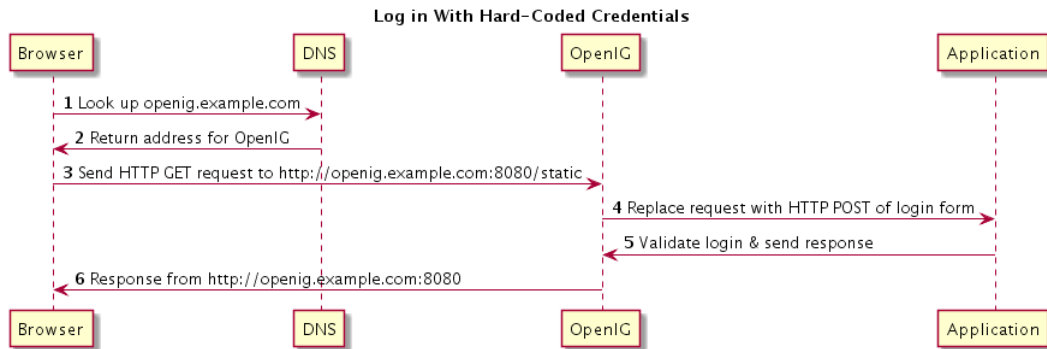 Log in With Hard-Coded Credentials
Browser DNS OpenIG Application
1 Look up openig.example.com
2 Return address for OpenIG
3 Send HTTP GET request to http://openig.example.com:8080/static
4 Replace request with HTTP POST of login form
5 Validate login & send response
6 Response from http://openig.example.com:8080
Browser DNS OpenIG Application